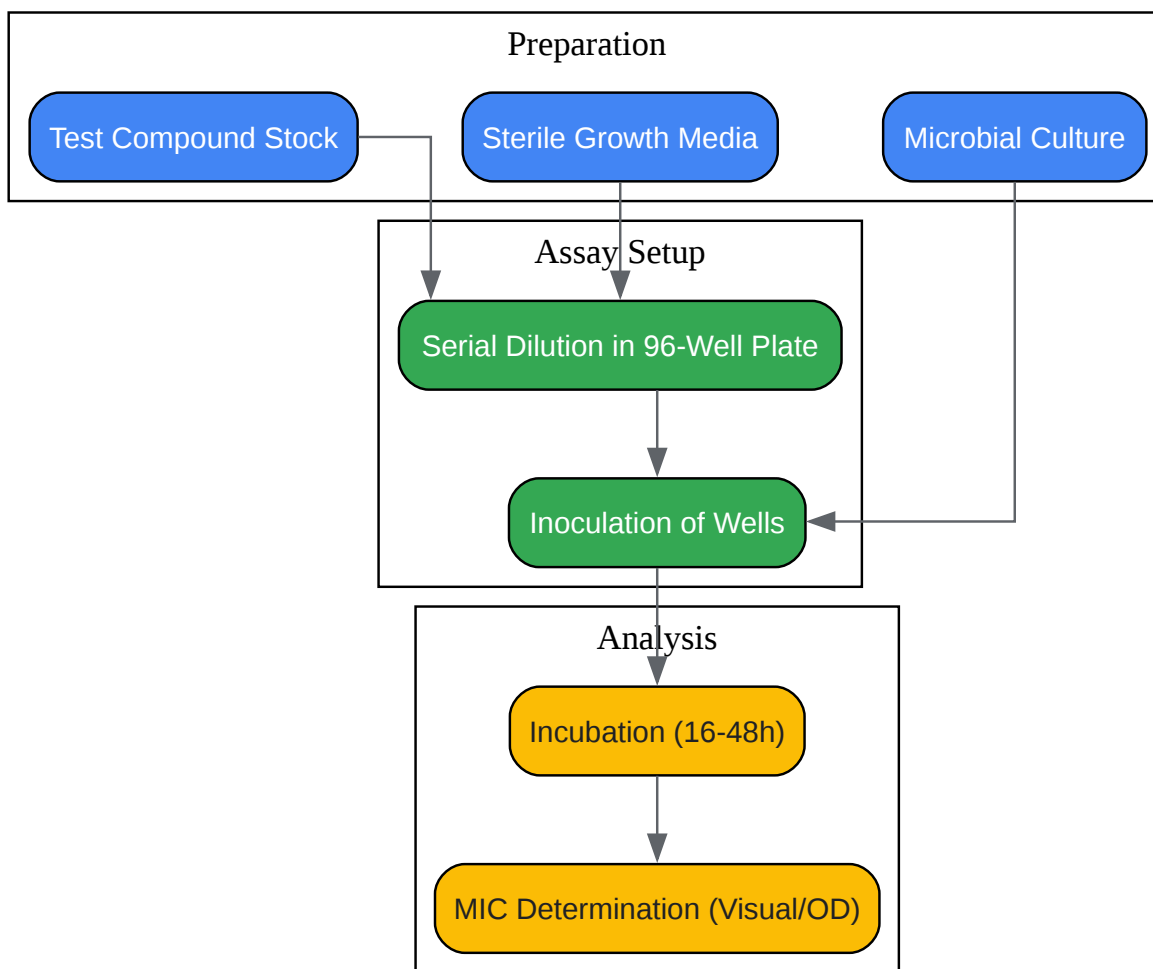 Preparation
Test Compound Stock
Sterile Growth Media
Microbial Culture
Assay Setup
Serial Dilution in 96-Well Plate
Inoculation of Wells
Analysis
Incubation (16-48h)
MIC Determination (Visual/OD)